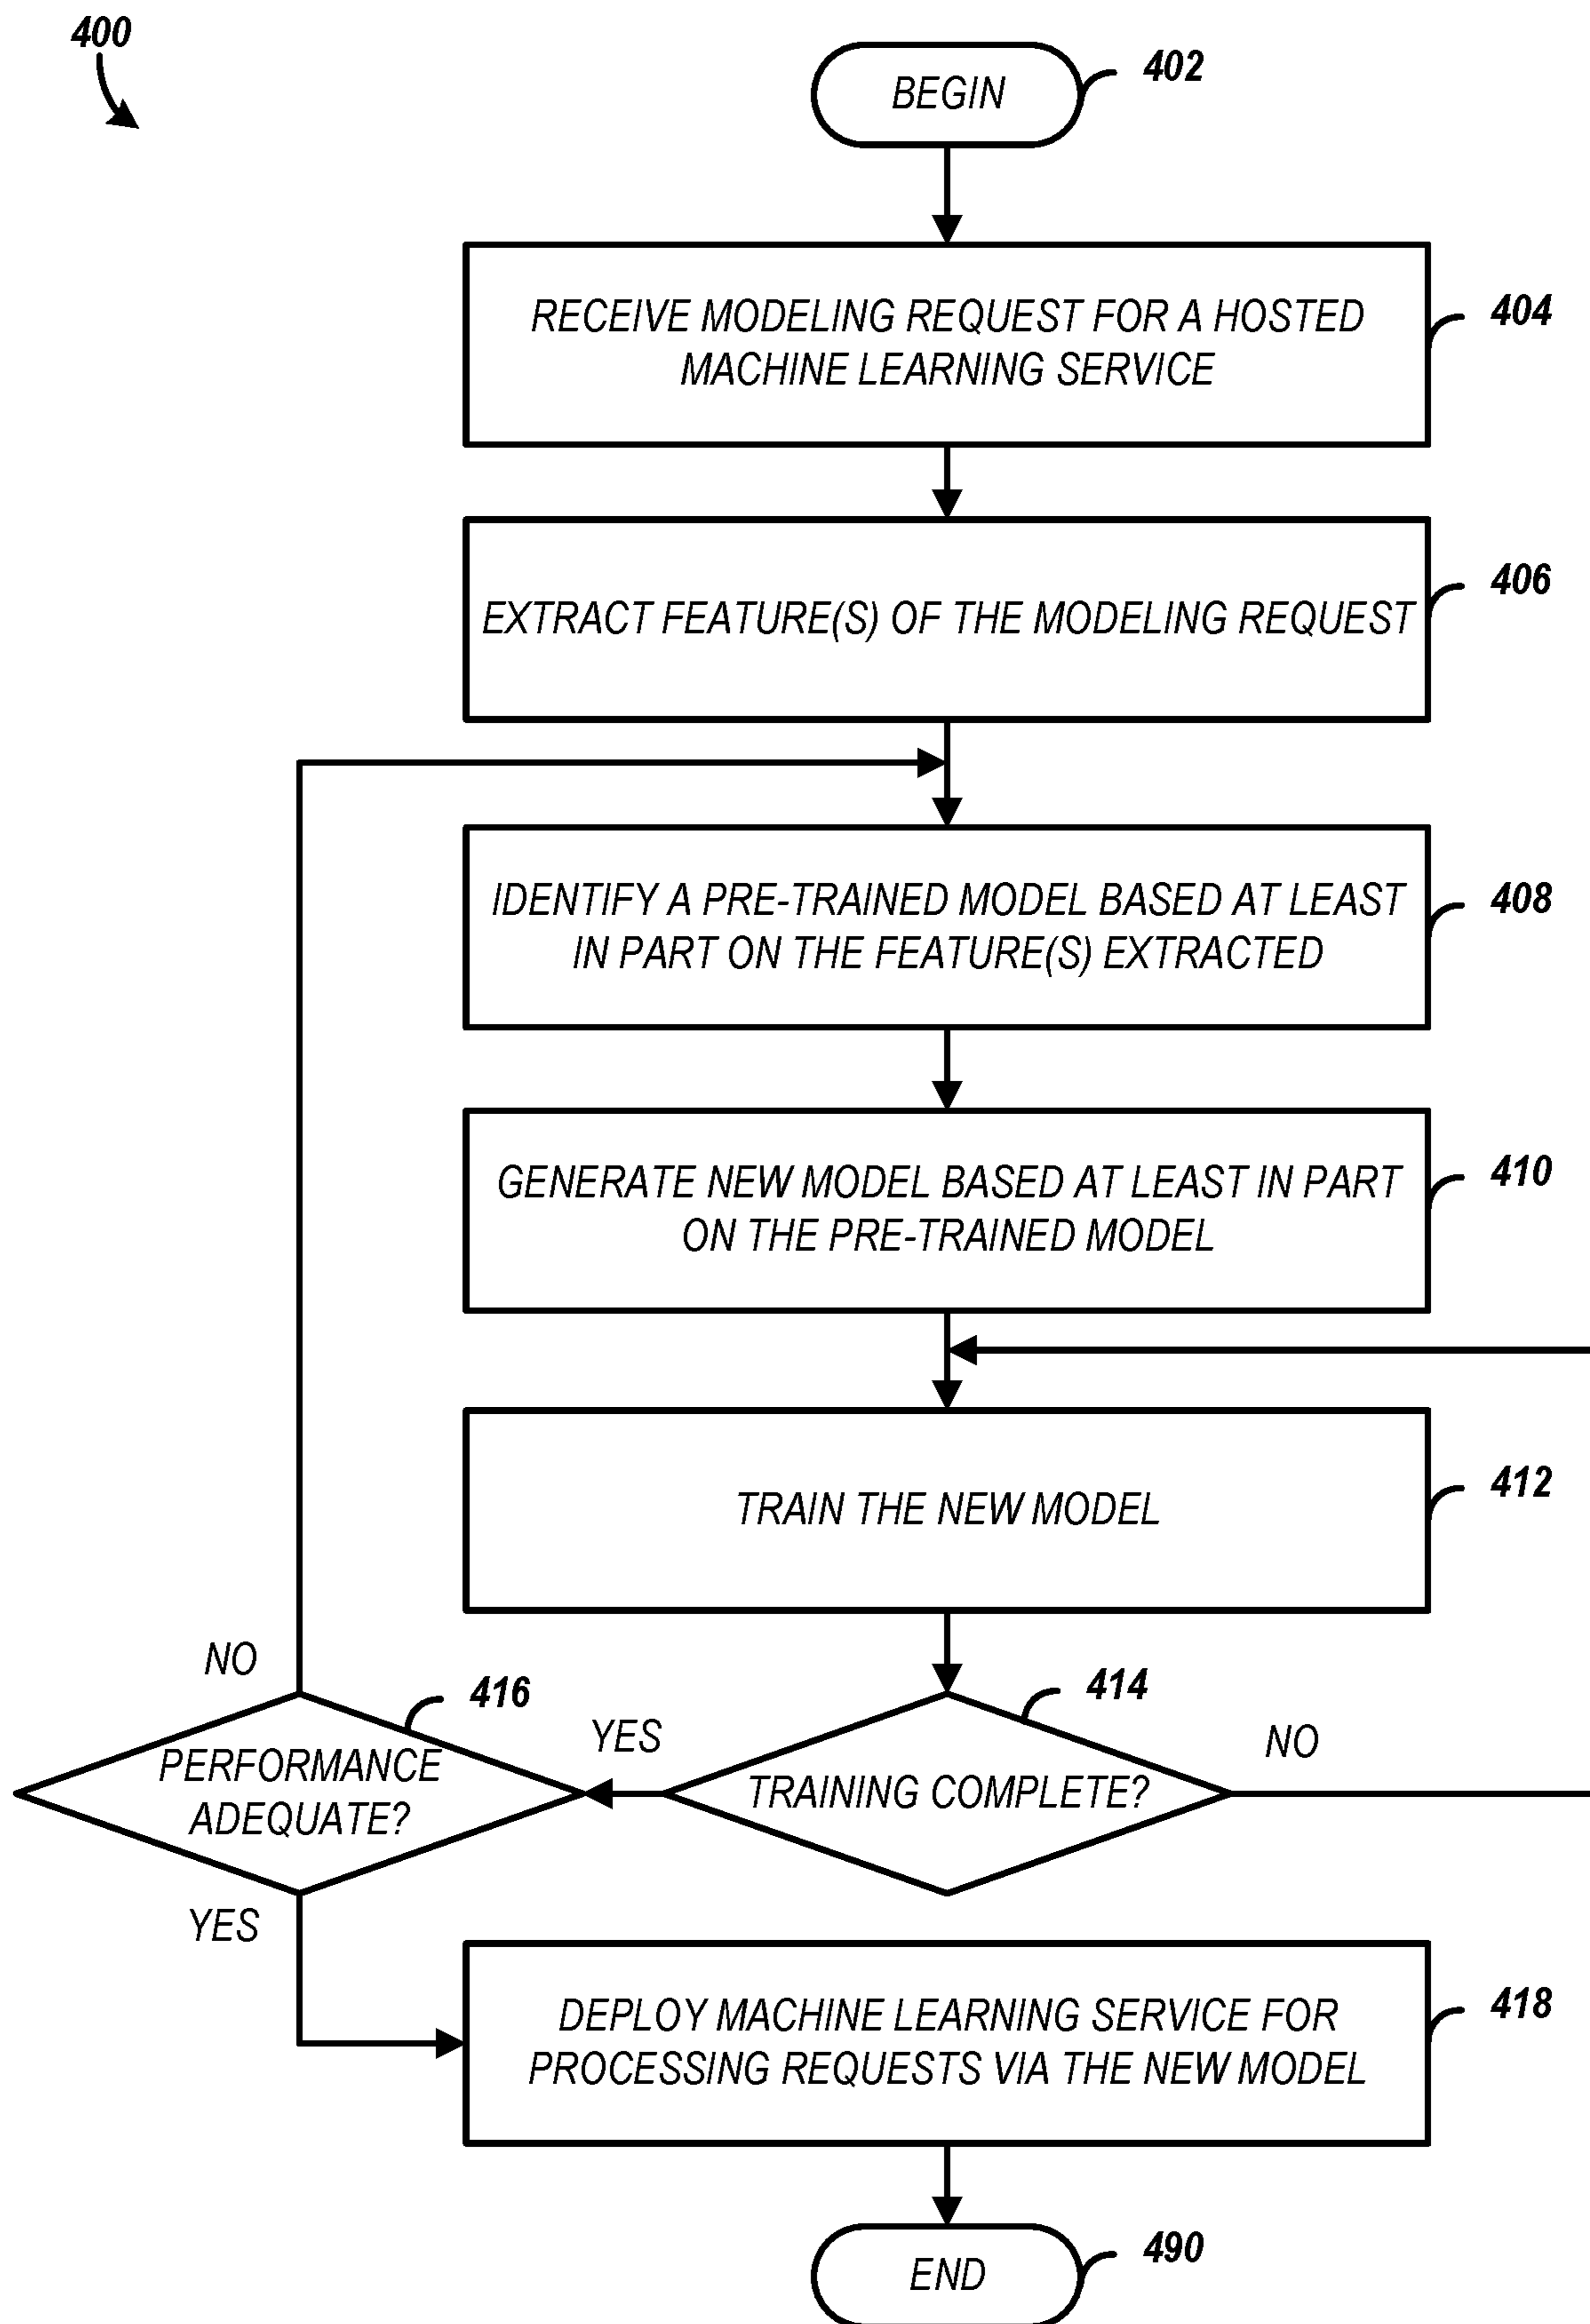 400
BEGIN
402
RECEIVE MODELING REQUEST FOR A HOSTED
MACHINE LEARNING SERVICE
404
EXTRACT FEATURE(S) OF THE MODELING REQUEST
406
IDENTIFY A PRE-TRAINED MODEL BASED AT LEAST
IN PART ON THE FEATURE(S) EXTRACTED
408
GENERATE NEW MODEL BASED AT LEAST IN PART
ON THE PRE-TRAINED MODEL
410
TRAIN THE NEW MODEL
412
TRAINING COMPLETE?
414
NO
YES
PERFORMANCE
ADEQUATE?
416
NO
YES
DEPLOY MACHINE LEARNING SERVICE FOR
PROCESSING REQUESTS VIA THE NEW MODEL
418
END
490